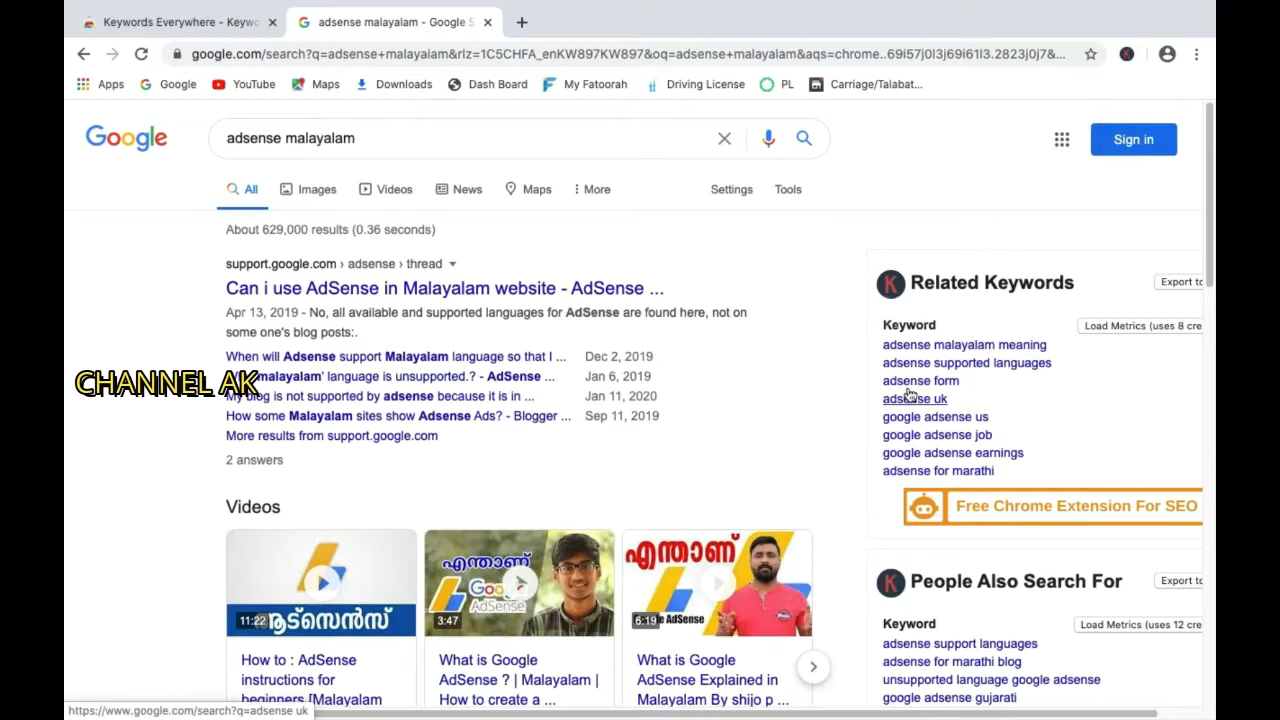 Keywords Everywhere - Keywo
adsense malayalam - Google S
google.com/search?q=adsense+malayalam&rlz=1C5CHFA_enKW897KW897&oq=adsense+malayalam&aqs=chrome..69i57j0l3j69i61l3.2823j0j7&...
Apps Google YouTube Maps Downloads Dash Board My Fatoorah Driving License PL Carriage/Talabat...
Google
adsense malayalam
Sign in
All Images Videos News Maps More Settings Tools
About 629,000 results (0.36 seconds)
support.google.com › adsense › thread
Can i use AdSense in Malayalam website - AdSense ...
Apr 13, 2019 - No, all available and supported languages for AdSense are found here, not on
some one's blog posts:.
When will Adsense support Malayalam language so that I ... Dec 2, 2019
malayalam' language is unsupported.? - AdSense ... Jan 6, 2019
My blog is not supported by adsense because it is in ... Jan 11, 2020
How some Malayalam sites show Adsense Ads? - Blogger ... Sep 11, 2019
More results from support.google.com
2 answers
CHANNEL AK
Videos
11:22
ആഡ്സെൻസ്
How to : AdSense
instructions for
beginners [Malayalam
എന്താണ്
Google
AdSense
3:47
What is Google
AdSense ? | Malayalam |
How to create a ...
എന്താണ്
le AdSense
6:19
What is Google
AdSense Explained in
Malayalam By shijo p ...
K Related Keywords
Export to
Keyword
Load Metrics (uses 8 cre
adsense malayalam meaning
adsense supported languages
adsense form
adsense uk
google adsense us
google adsense job
google adsense earnings
adsense for marathi
Free Chrome Extension For SEO
K People Also Search For
Export to
Keyword
Load Metrics (uses 12 cre
adsense support languages
adsense for marathi blog
unsupported language google adsense
adsense gujarati
https://www.google.com/search?q=adsense uk